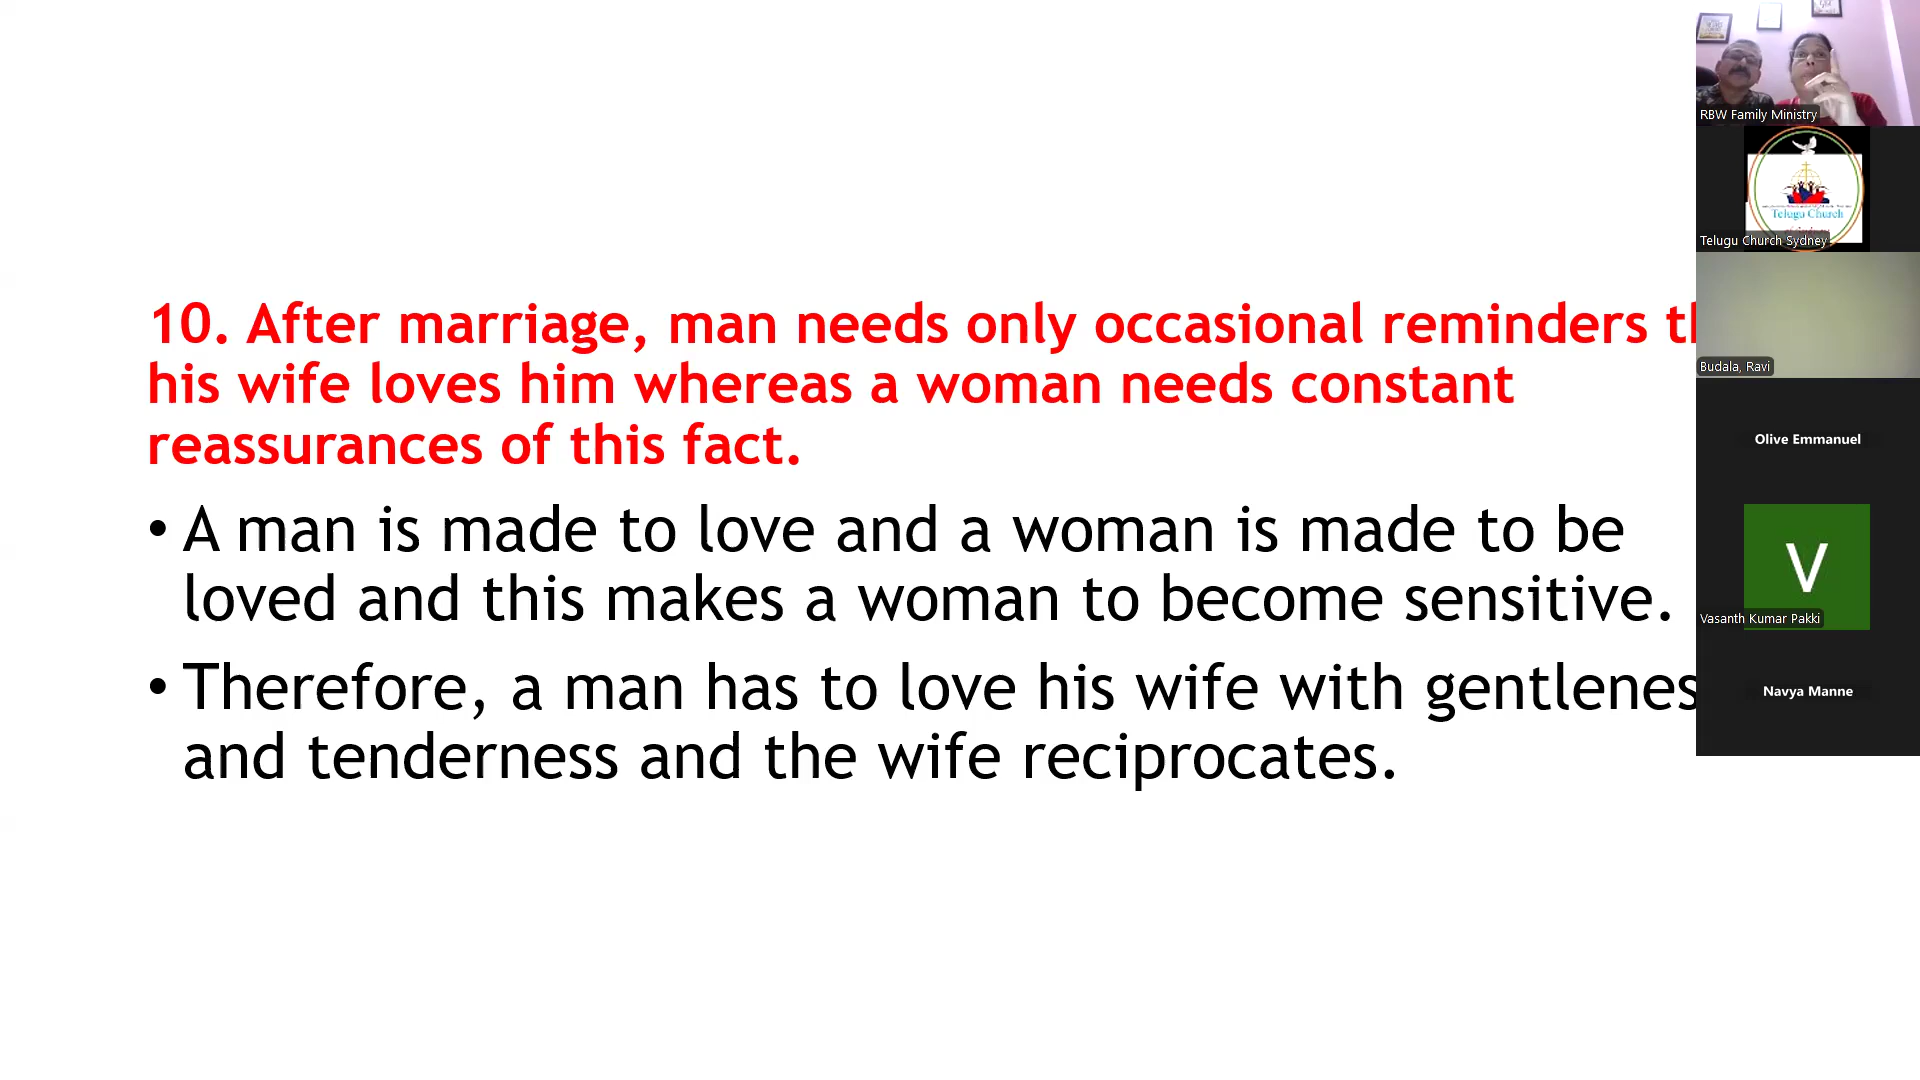 10. After marriage, man needs only occasional reminders
his wife loves him whereas a woman needs constant
reassurances of this fact.
• A man is made to love and a woman is made to be
loved and this makes a woman to become sensitive.
• Therefore, a man has to love his wife with gentlenes
and tenderness and the wife reciprocates.
RBW Family Ministry
Telugu Church
Telugu Church Sydney
Budala, Ravi
Olive Emmanuel
V
Vasanth Kumar Pakki
Navya Manne